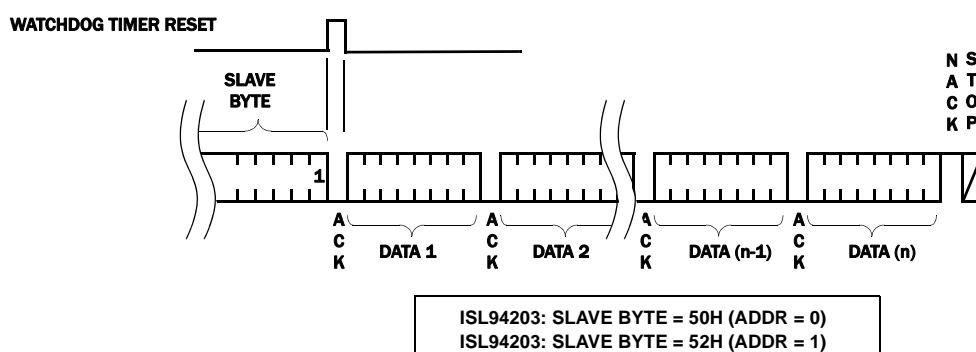 WATCHDOG TIMER RESET
SLAVE
BYTE
N S
A T
C O
K P
1
A
C
K
DATA 1
A
C
K
DATA 2
A
C
K
DATA (n-1)
A
C
K
DATA (n)
ISL94203: SLAVE BYTE = 50H (ADDR = 0)
ISL94203: SLAVE BYTE = 52H (ADDR = 1)